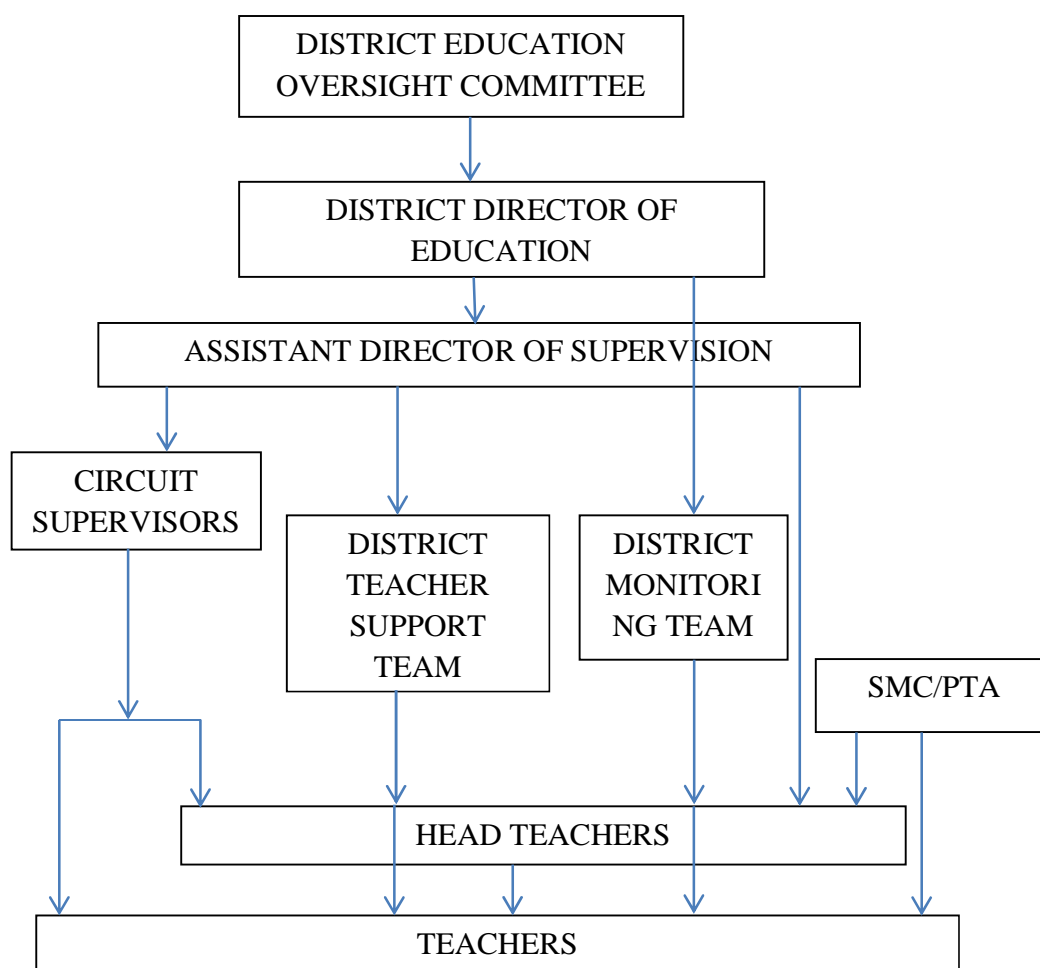 DISTRICT EDUCATION
OVERSIGHT COMMITTEE
DISTRICT DIRECTOR OF
EDUCATION
ASSISTANT DIRECTOR OF SUPERVISION
CIRCUIT
SUPERVISORS
DISTRICT
TEACHER
SUPPORT
TEAM
DISTRICT
MONITORI
NG TEAM
SMC/PTA
HEAD TEACHERS
TEACHERS